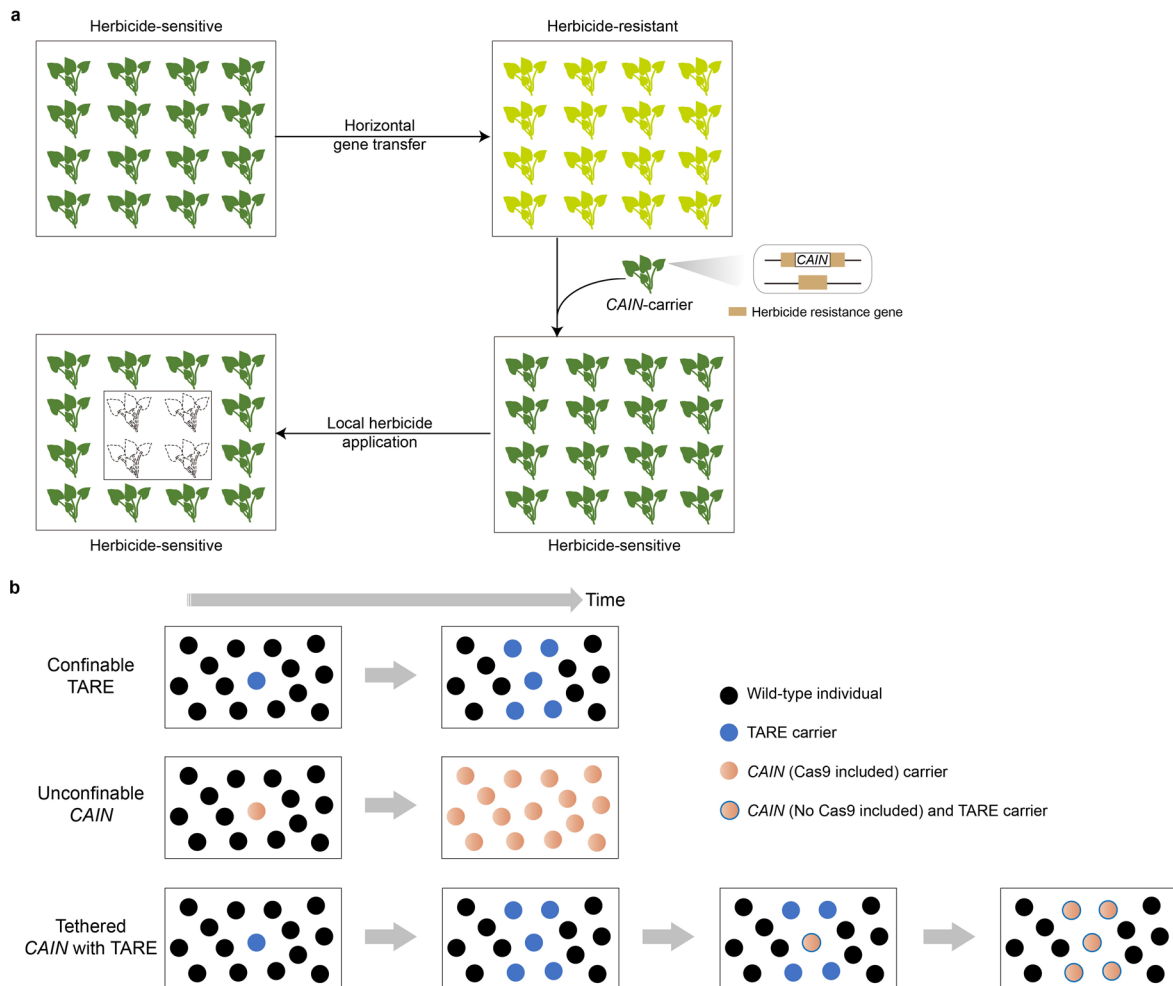 a
Herbicide-sensitive
Herbicide-resistant
Horizontal
gene transfer
CAIN
CAIN-carrier
Herbicide resistance gene
Local herbicide
application
Herbicide-sensitive
Herbicide-sensitive
b
Time
Confinable
TARE
Unconfinable
CAIN
Tethered
CAIN with TARE
Wild-type individual
TARE carrier
CAIN (Cas9 included) carrier
CAIN (No Cas9 included) and TARE carrier